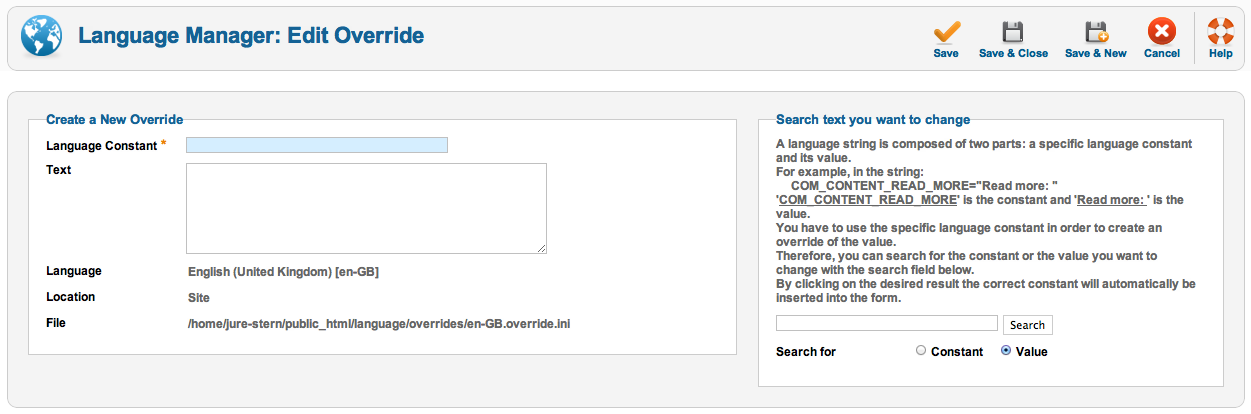 Language Manager: Edit Override
Save
Save & Close
Save & New
Cancel
Help
Create a New Override
Language Constant *
Text
Language English (United Kingdom) [en-GB]
Location Site
File /home/jure-stern/public_html/language/overrides/en-GB.override.ini
Search text you want to change
A language string is composed of two parts: a specific language constant
and its value.
For example, in the string:
COM_CONTENT_READ_MORE="Read more: "
'COM_CONTENT_READ_MORE' is the constant and 'Read more: ' is the
value.
You have to use the specific language constant in order to create an
override of the value.
Therefore, you can search for the constant or the value you want to
change with the search field below.
By clicking on the desired result the correct constant will automatically be
inserted into the form.
Search
Search for Constant Value